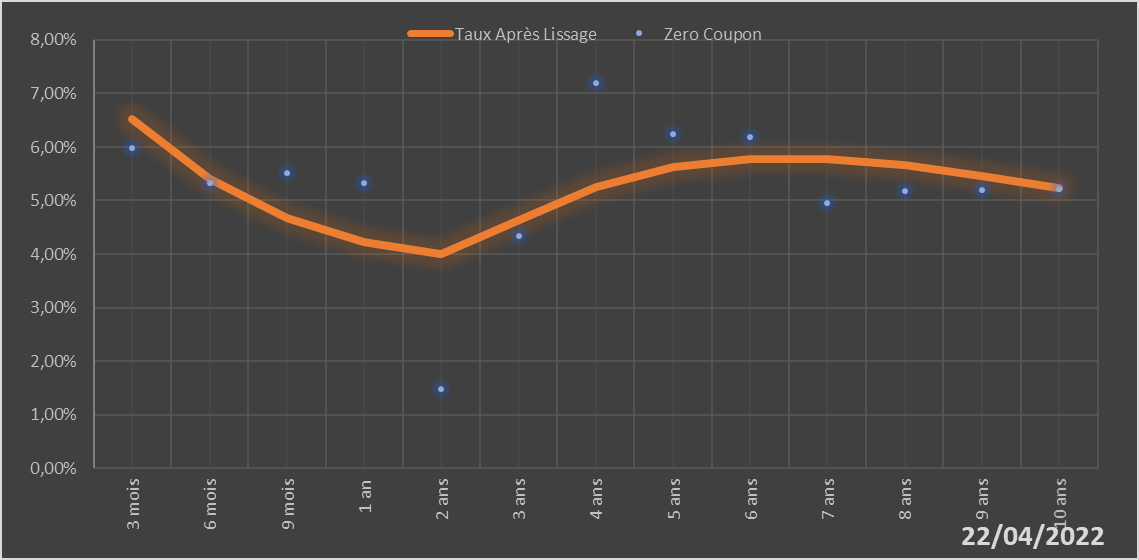 Taux Après Lissage Zero Coupon
8,00%
7,00%
6,00%
5,00%
4,00%
3,00%
2,00%
1,00%
0,00%
3 mois
6 mois
9 mois
1 an
2 ans
3 ans
4 ans
5 ans
6 ans
7 ans
8 ans
9 ans
10 ans
22/04/2022